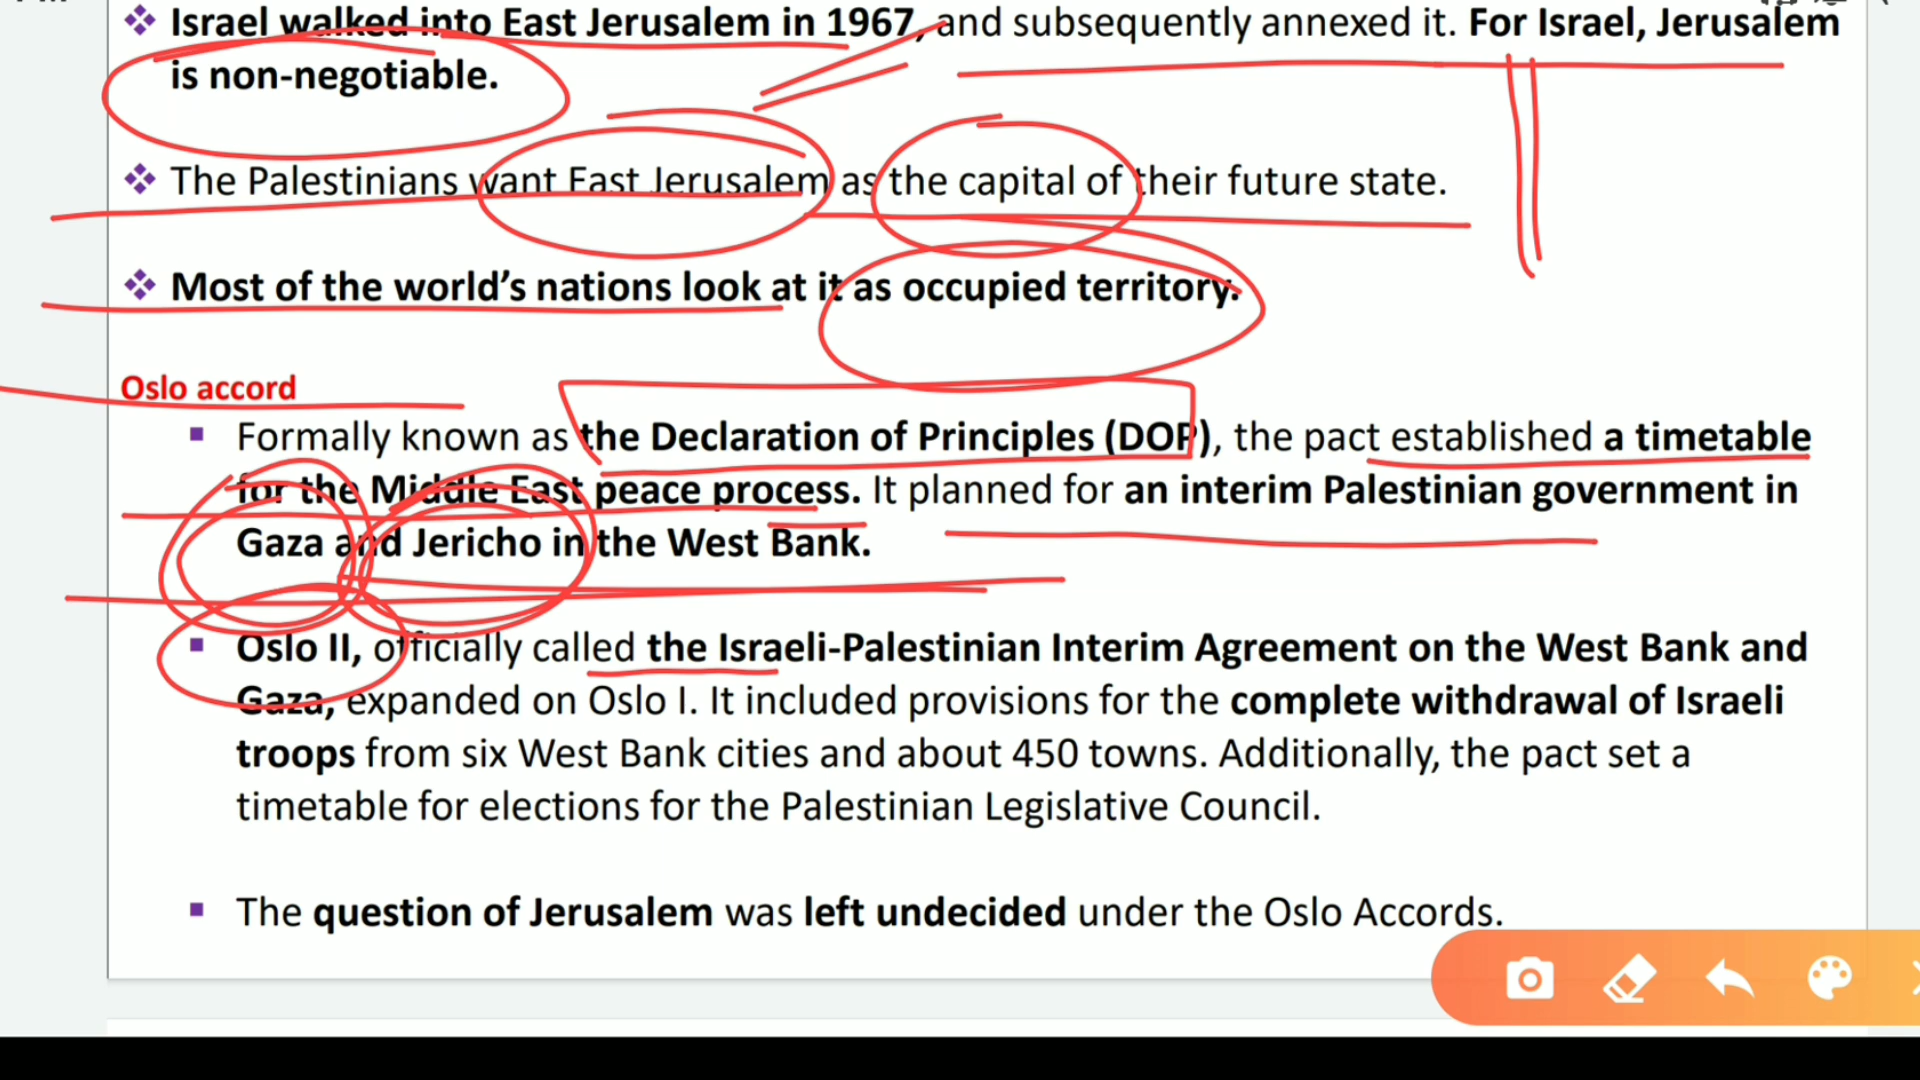 Israel walked into East Jerusalem in 1967, and subsequently annexed it. For Israel, Jerusalem
is non-negotiable.
The Palestinians want East Jerusalem as the capital of their future state.
Most of the world's nations look at it as occupied territory.
Oslo accord
Formally known as the Declaration of Principles (DOP), the pact established a timetable
for the Middle East peace process. It planned for an interim Palestinian government in
Gaza and Jericho in the West Bank.
Oslo II, officially called the Israeli-Palestinian Interim Agreement on the West Bank and
Gaza, expanded on Oslo I. It included provisions for the complete withdrawal of Israeli
troops from six West Bank cities and about 450 towns. Additionally, the pact set a
timetable for elections for the Palestinian Legislative Council.
The question of Jerusalem was left undecided under the Oslo Accords.